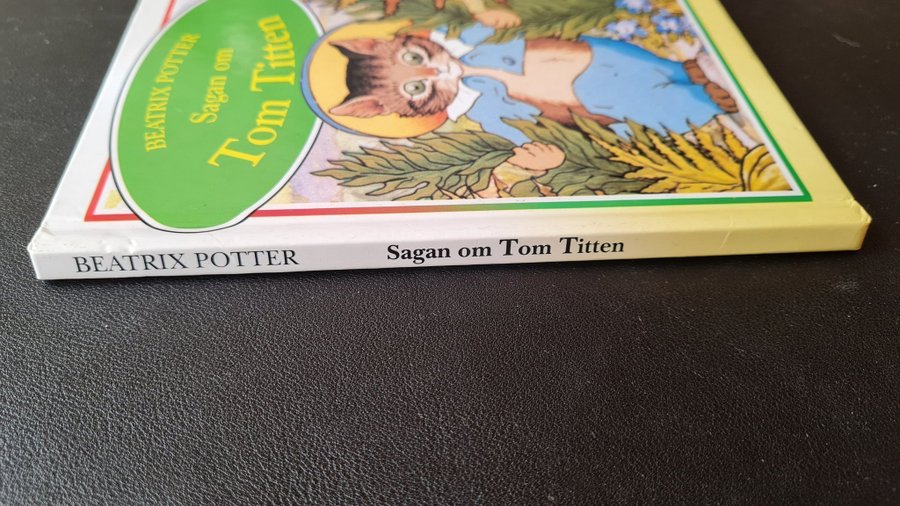 BEATRIX POTTER
Sagan om
Tom Titten
BEATRIX POTTER Sagan om Tom Titten